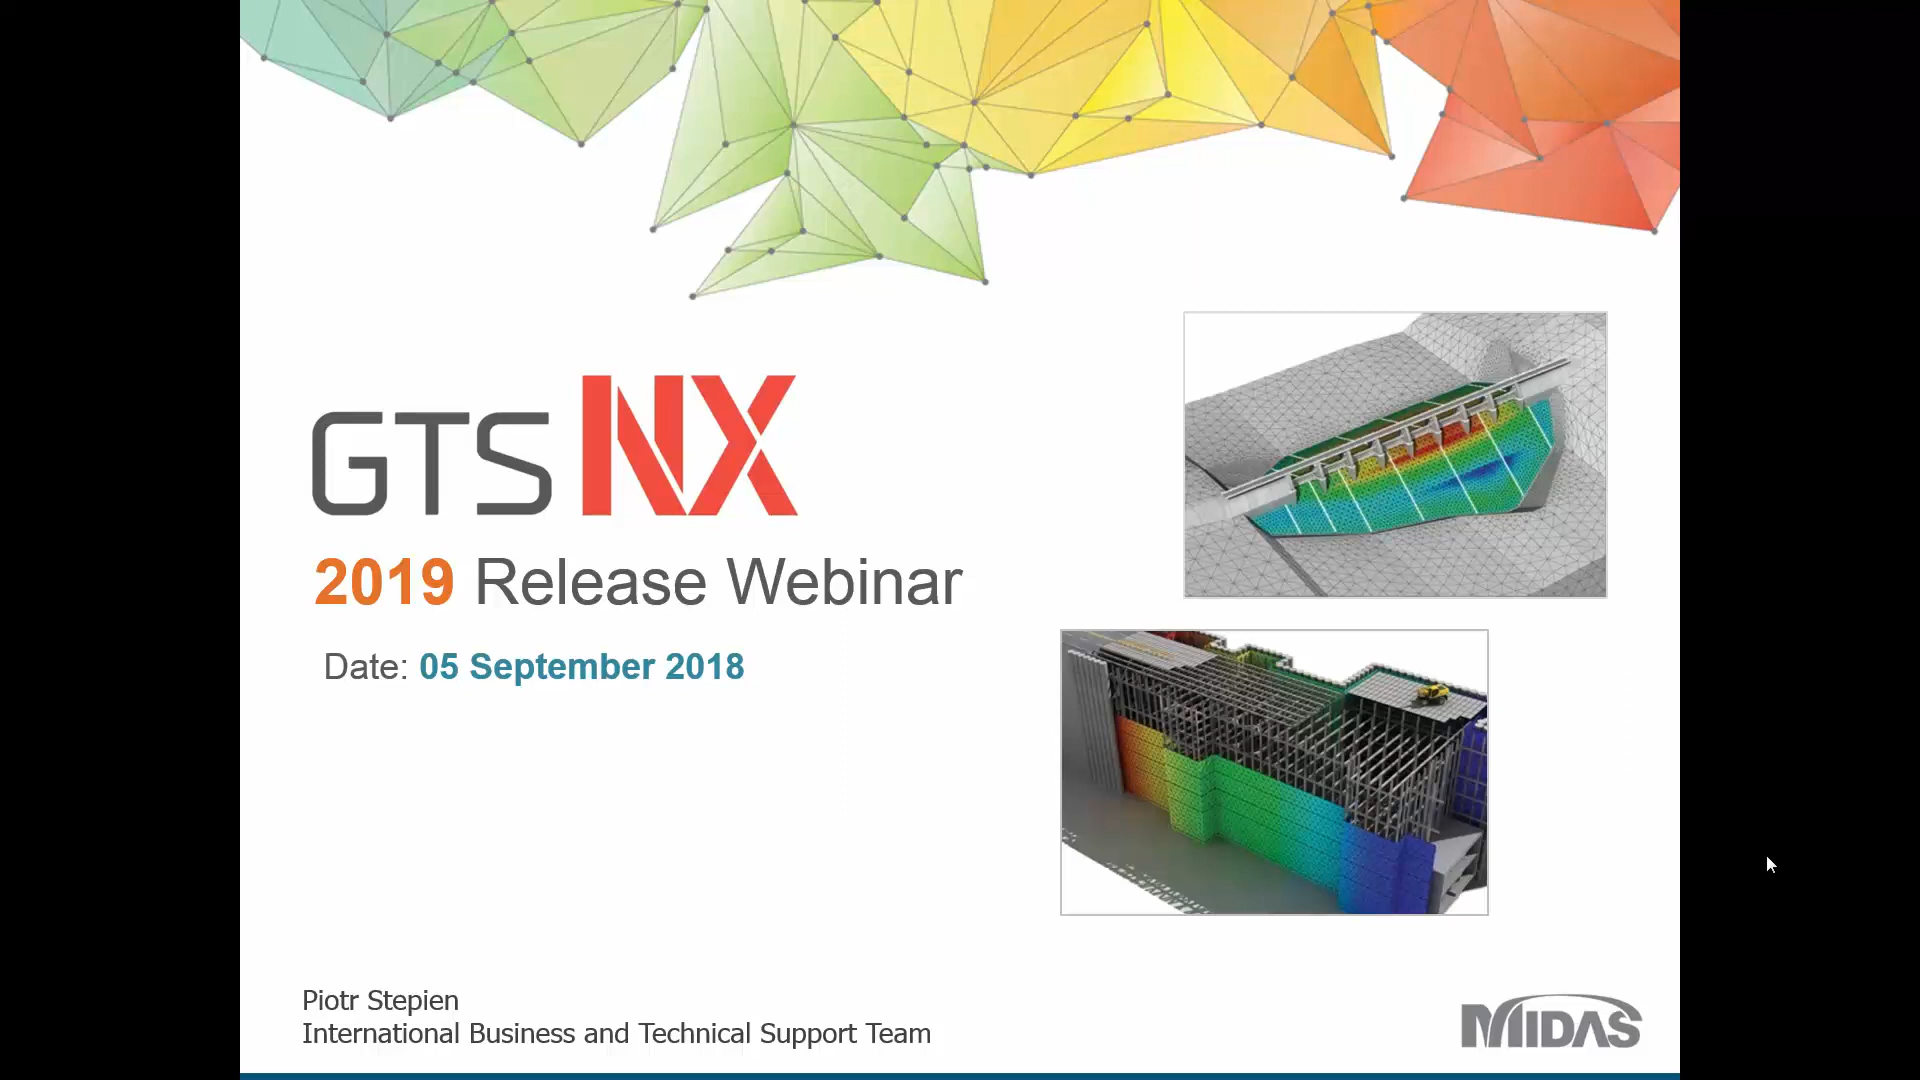 GTS NX
2019 Release Webinar
Date: 05 September 2018
Piotr Stepien
International Business and Technical Support Team
MIDAS